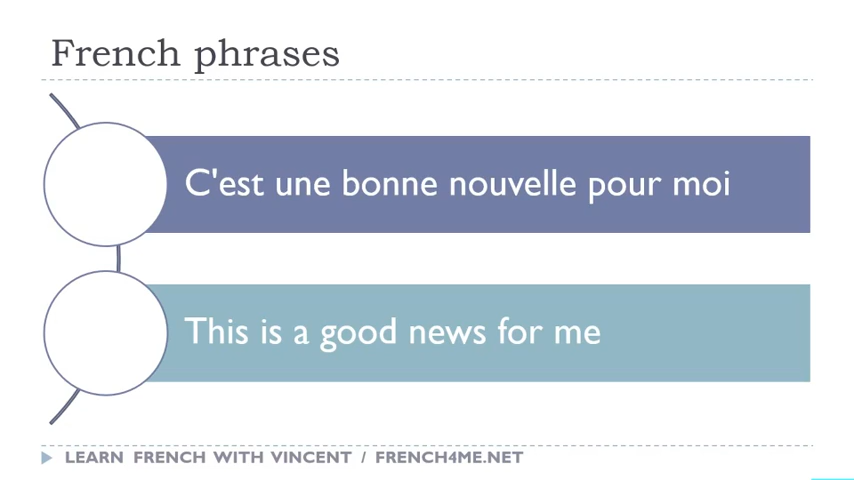 French phrases
C'est une bonne nouvelle pour moi
This is a good news for me
LEARN FRENCH WITH VINCENT / FRENCH4ME.NET